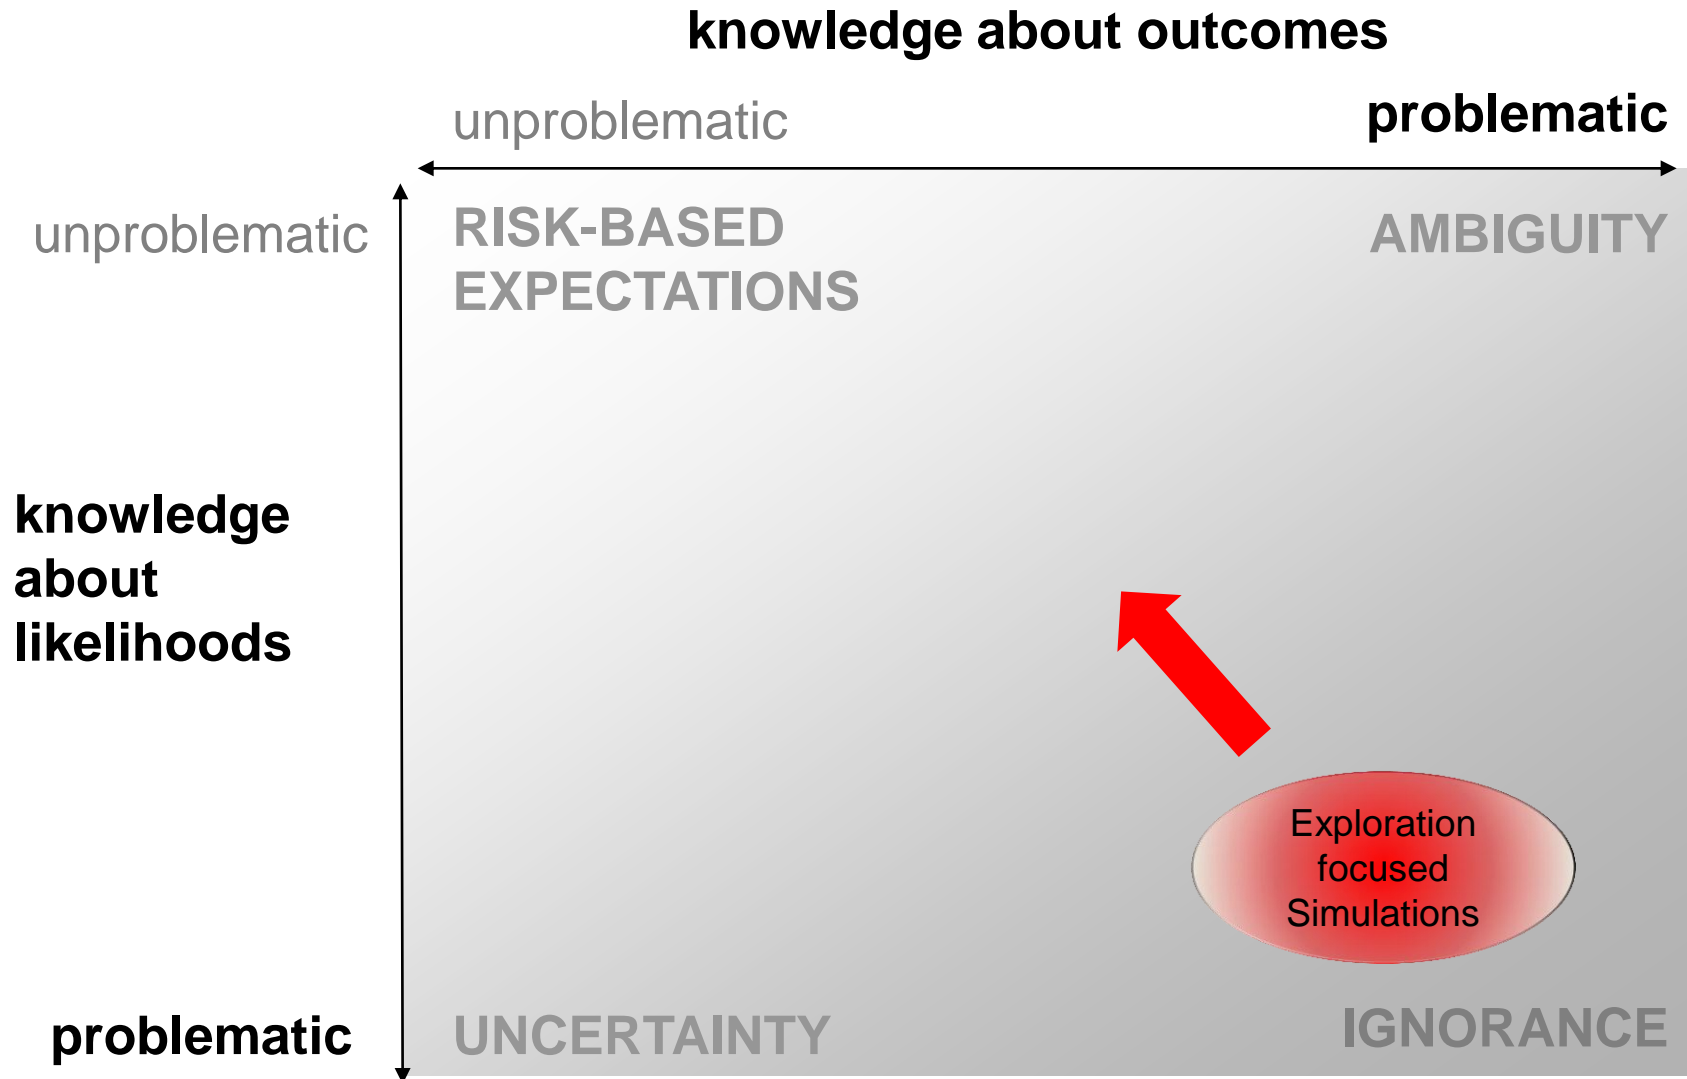 knowledge about outcomes
unproblematic
problematic
unproblematic
RISK-BASED
EXPECTATIONS
AMBIGUITY
knowledge
about
likelihoods
Exploration
focused
Simulations
problematic
UNCERTAINTY
IGNORANCE